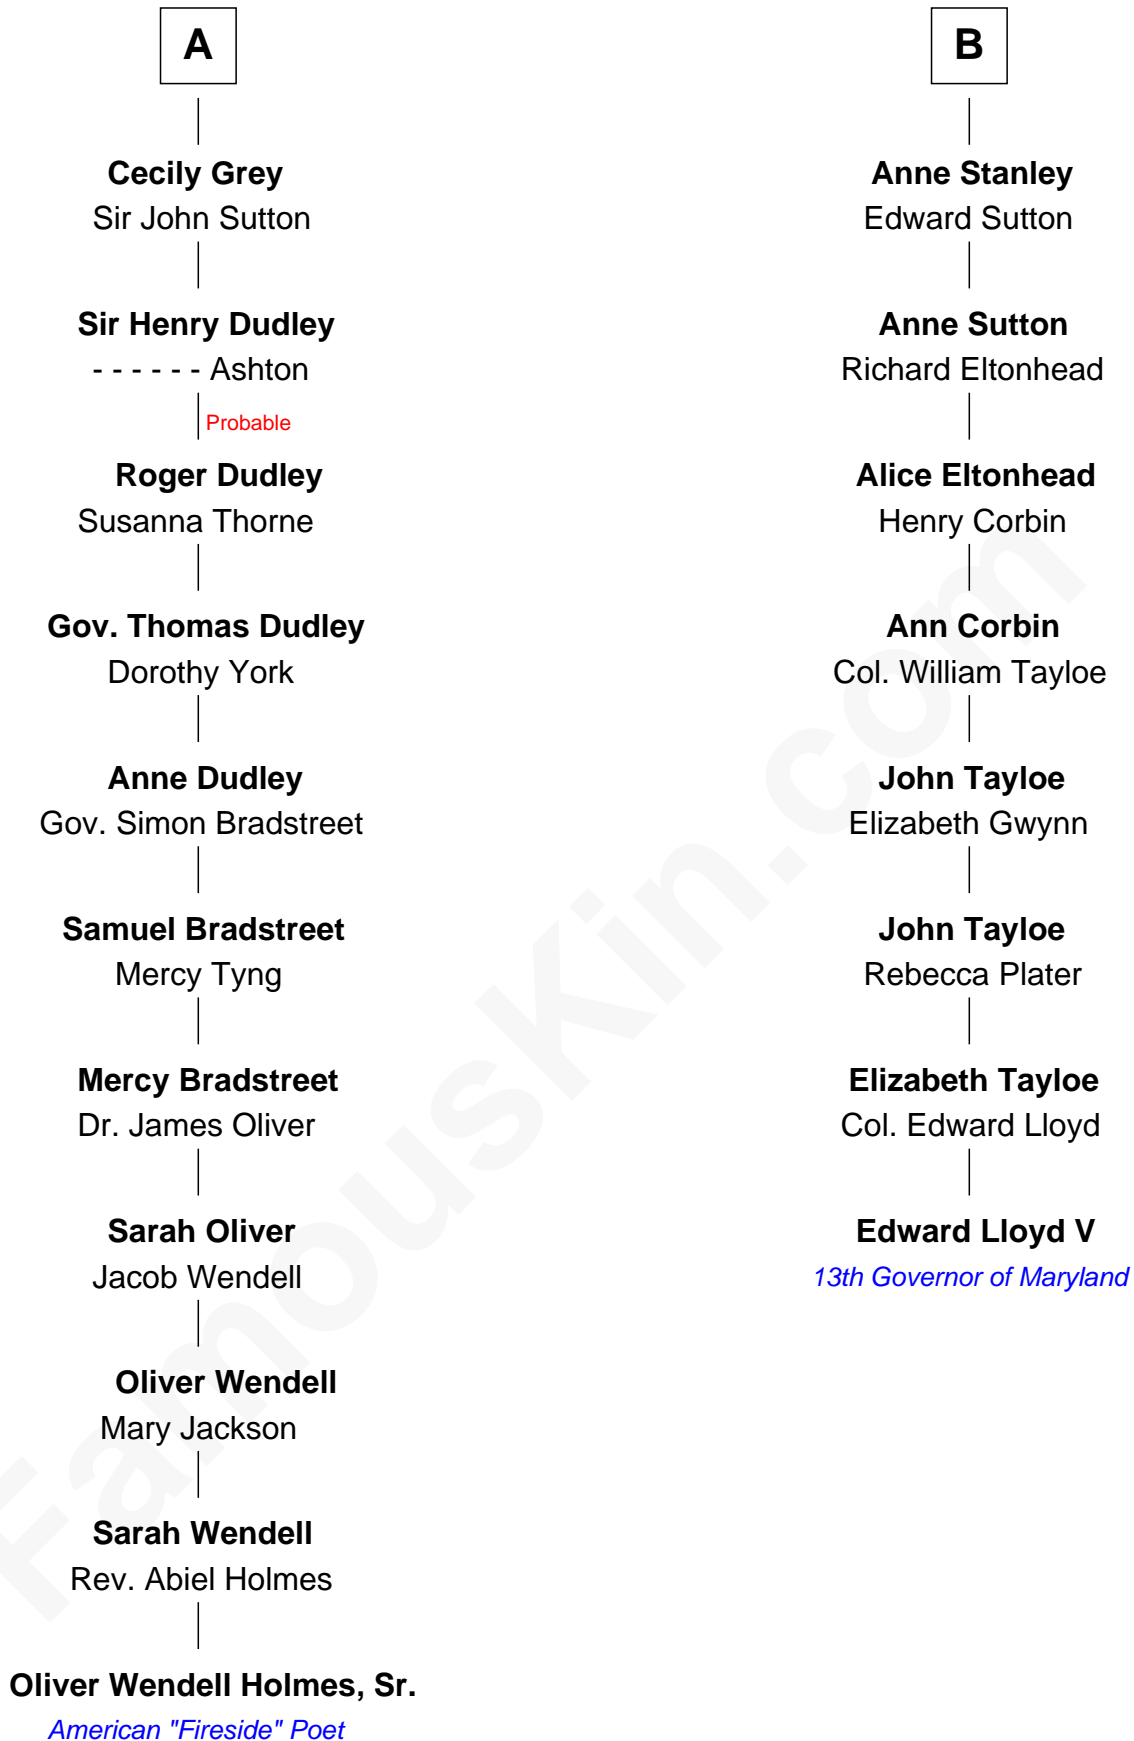 A
Cecily Grey
Sir John Sutton
Sir Henry Dudley
- - - - - - Ashton
Probable
Roger Dudley
Susanna Thorne
Gov. Thomas Dudley
Dorothy York
Anne Dudley
Gov. Simon Bradstreet
Samuel Bradstreet
Mercy Tyng
Mercy Bradstreet
Dr. James Oliver
Sarah Oliver
Jacob Wendell
Oliver Wendell
Mary Jackson
Sarah Wendell
Rev. Abiel Holmes
Oliver Wendell Holmes, Sr.
American "Fireside" Poet
B
Anne Stanley
Edward Sutton
Anne Sutton
Richard Eltonhead
Alice Eltonhead
Henry Corbin
Ann Corbin
Col. William Tayloe
John Tayloe
Elizabeth Gwynn
John Tayloe
Rebecca Plater
Elizabeth Tayloe
Col. Edward Lloyd
Edward Lloyd V
13th Governor of Maryland
FamousKin.com